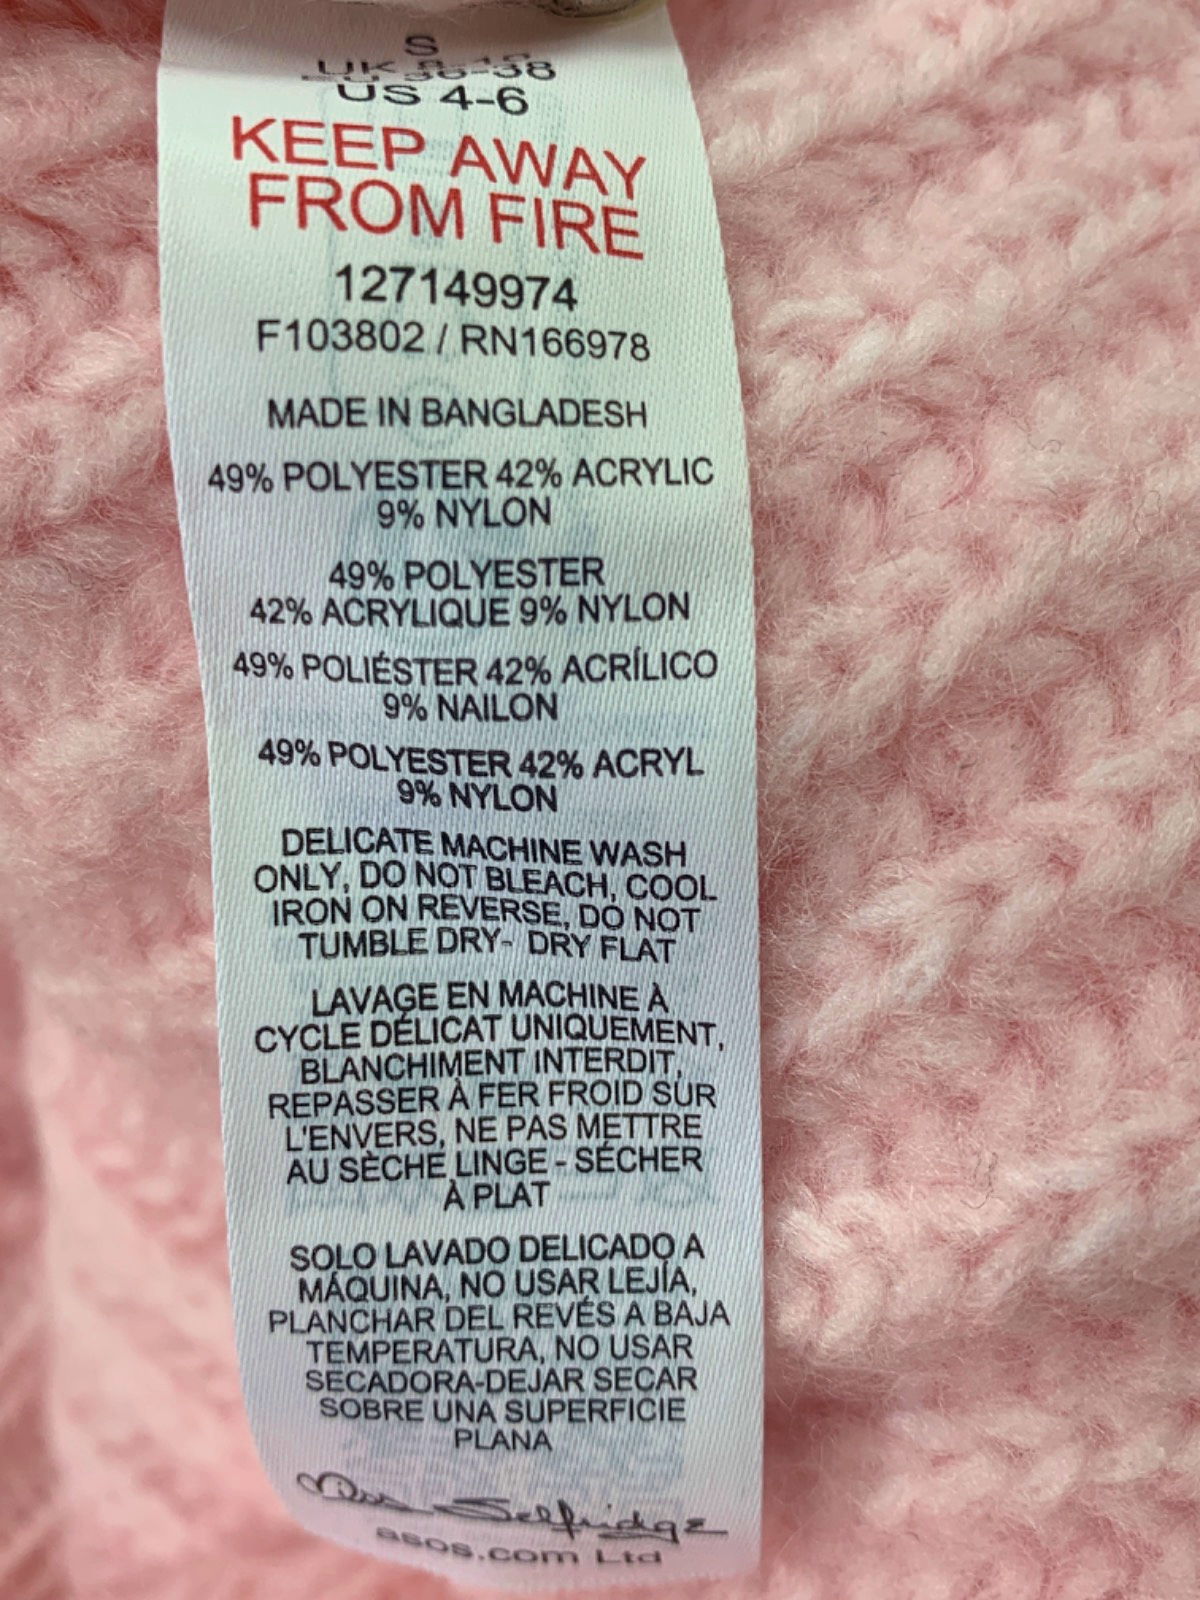 S
UK
36-38
US 4-6
KEEP AWAY
FROM FIRE
127149974
F103802 / RN166978
MADE IN BANGLADESH
49% POLYESTER 42% ACRYLIC
9% NYLON
49% POLYESTER
42% ACRYLIQUE 9% NYLON
49% POLIÉSTER 42% ACRÍLICO
9% NAILON
49% POLYESTER 42% ACRYL
9% NYLON
DELICATE MACHINE WASH
ONLY, DO NOT BLEACH, COOL
IRON ON REVERSE, DO NOT
TUMBLE DRY- DRY FLAT
LAVAGE EN MACHINE À
CYCLE DÉLICAT UNIQUEMENT,
BLANCHIMENT INTERDIT,
REPASSER À FER FROID SUR
L'ENVERS, NE PAS METTRE
AU SÈCHE LINGE - SÉCHER
À PLAT
SOLO LAVADO DELICADO A
MÁQUINA, NO USAR LEJÍA,
PLANCHAR DEL REVÉS A BAJA
TEMPERATURA, NO USAR
SECADORA-DEJAR SECAR
SOBRE UNA SUPERFICIE
PLANA
Miss Selfridge
asos.com Ltd